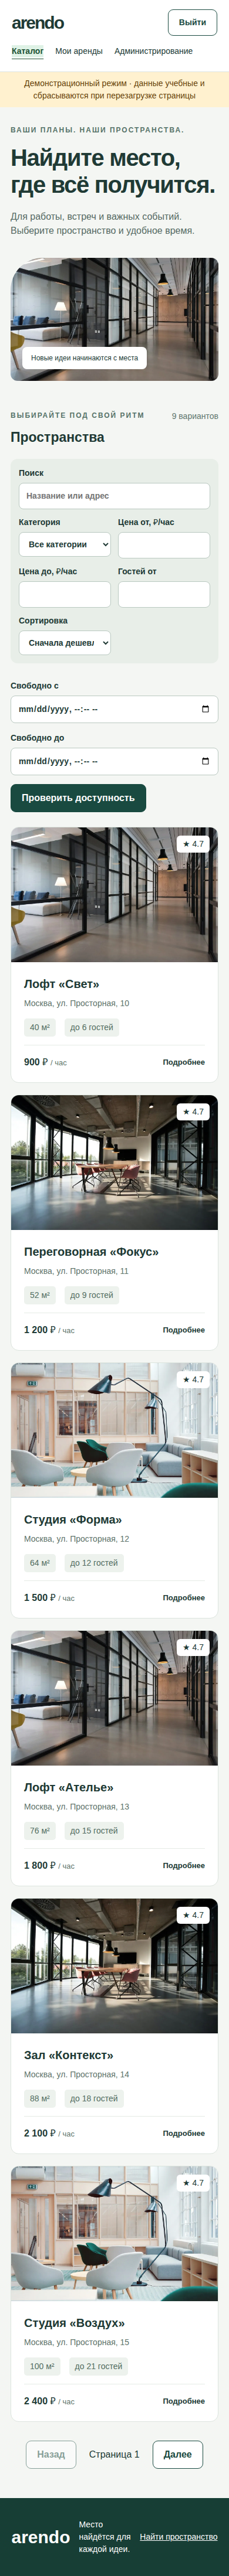 arendo
Выйти
Каталог Мои аренды Администрирование
Демонстрационный режим · данные учебные и
сбрасываются при перезагрузке страницы
ВАШИ ПЛАНЫ. НАШИ ПРОСТРАНСТВА.
Найдите место,
где всё получится.
Для работы, встреч и важных событий.
Выберите пространство и удобное время.
Новые идеи начинаются с места
ВЫБИРАЙТЕ ПОД СВОЙ РИТМ
9 вариантов
Пространства
Поиск
Название или адрес
Категория
Цена от, ₽/час
Все категории
Цена до, ₽/час
Гостей от
Сортировка
Сначала дешевл
Свободно с
mm/dd/yyyy, --:-- --
Свободно до
mm/dd/yyyy, --:-- --
Проверить доступность
★ 4.7
Лофт «Свет»
Москва, ул. Просторная, 10
40 м² до 6 гостей
900 ₽ / час Подробнее
★ 4.7
Переговорная «Фокус»
Москва, ул. Просторная, 11
52 м² до 9 гостей
1 200 ₽ / час Подробнее
★ 4.7
Студия «Форма»
Москва, ул. Просторная, 12
64 м² до 12 гостей
1 500 ₽ / час Подробнее
★ 4.7
Лофт «Ателье»
Москва, ул. Просторная, 13
76 м² до 15 гостей
1 800 ₽ / час Подробнее
★ 4.7
Зал «Контекст»
Москва, ул. Просторная, 14
88 м² до 18 гостей
2 100 ₽ / час Подробнее
★ 4.7
Студия «Воздух»
Москва, ул. Просторная, 15
100 м² до 21 гостей
2 400 ₽ / час Подробнее
Назад Страница 1 Далее
arendo
Место
найдётся для
каждой идеи.
Найти пространство